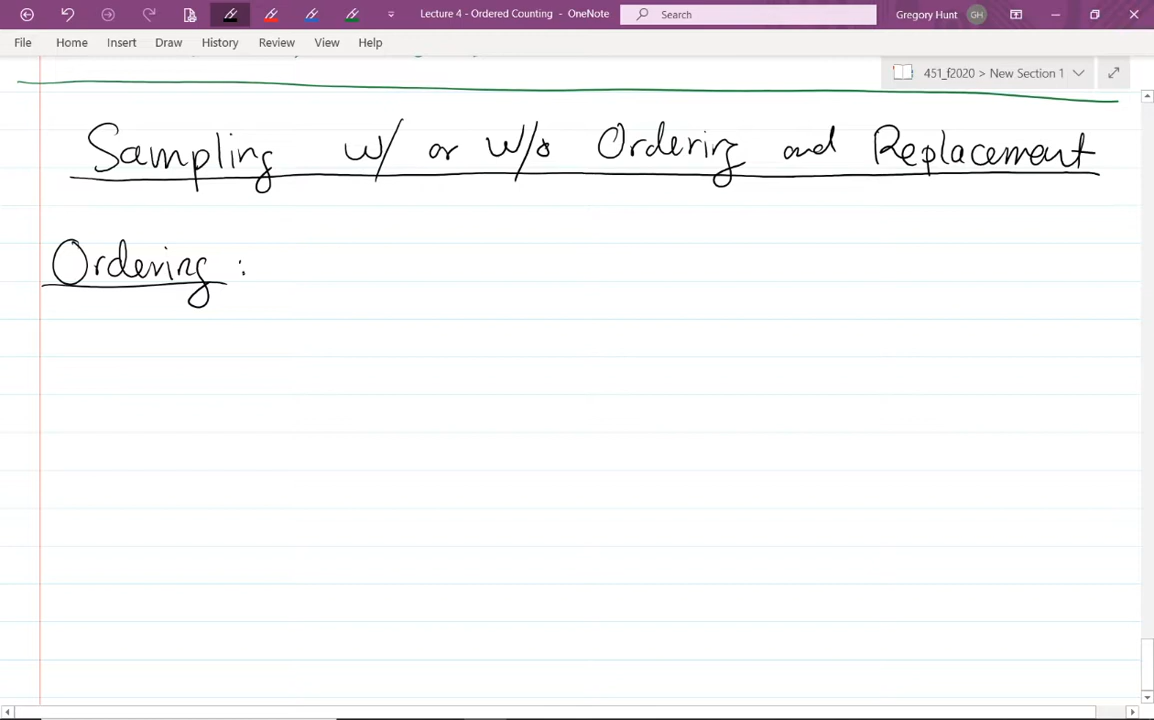 Lecture 4 - Ordered Counting - OneNote
Search
Gregory Hunt
GH
File Home Insert Draw History Review View Help
451_f2020 > New Section 1
Sampling w/ or w/o Ordering and Replacement
Ordering :